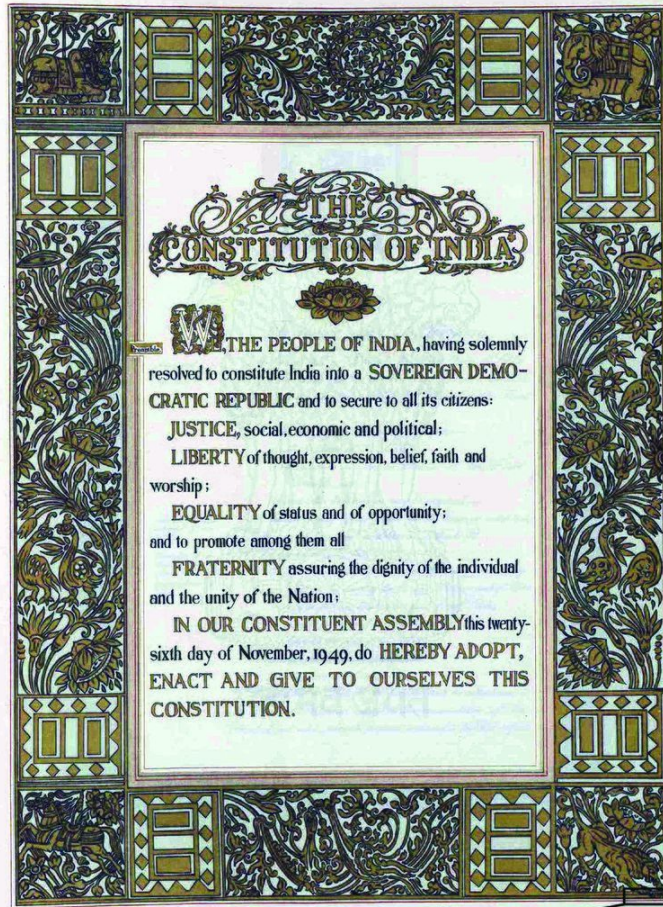 THE
CONSTITUTION OF INDIA
Preamble.
WE, THE PEOPLE OF INDIA, having solemnly
resolved to constitute India into a SOVEREIGN DEMO-
CRATIC REPUBLIC and to secure to all its citizens:
JUSTICE, social, economic and political;
LIBERTY of thought, expression, belief, faith and
worship;
EQUALITY of status and of opportunity;
and to promote among them all
FRATERNITY assuring the dignity of the individual
and the unity of the Nation;
IN OUR CONSTITUENT ASSEMBLY this twenty-
sixth day of November, 1949, do HEREBY ADOPT,
ENACT AND GIVE TO OURSELVES THIS
CONSTITUTION.